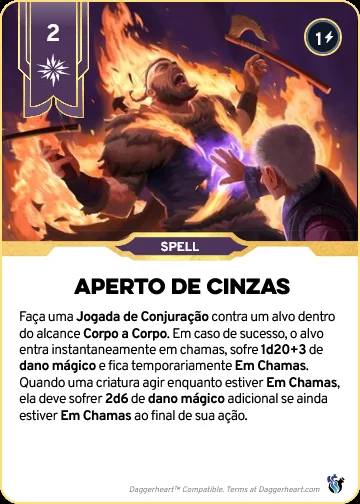 2
1
SPELL
APERTO DE CINZAS
Faça uma Jogada de Conjuração contra um alvo dentro
do alcance Corpo a Corpo. Em caso de sucesso, o alvo
entra instantaneamente em chamas, sofre 1d20+3 de
dano mágico e fica temporariamente Em Chamas.
Quando uma criatura agir enquanto estiver Em Chamas,
ela deve sofrer 2d6 de dano mágico adicional se ainda
estiver Em Chamas ao final de sua ação.
Daggerheart™ Compatible. Terms at Daggerheart.com